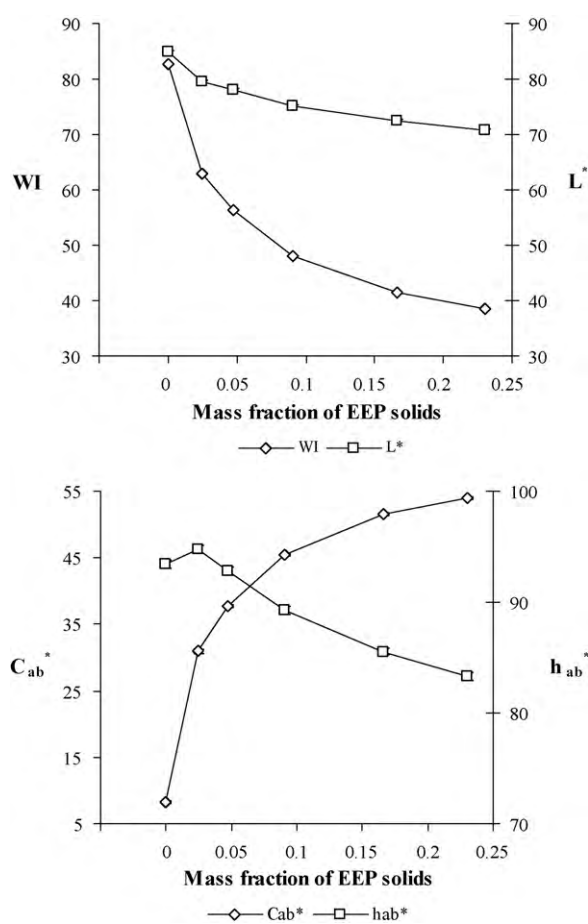 90 90
80 80
70 70
WI 60 60 L*
50 50
40 40
30 30
0 0.05 0.1 0.15 0.2 0.25
Mass fraction of EEP solids
WI L*
55 100
45
90
35
C ab* h ab*
25
80
15
5 70
0 0.05 0.1 0.15 0.2 0.25
Mass fraction of EEP solids
Cab* hab*